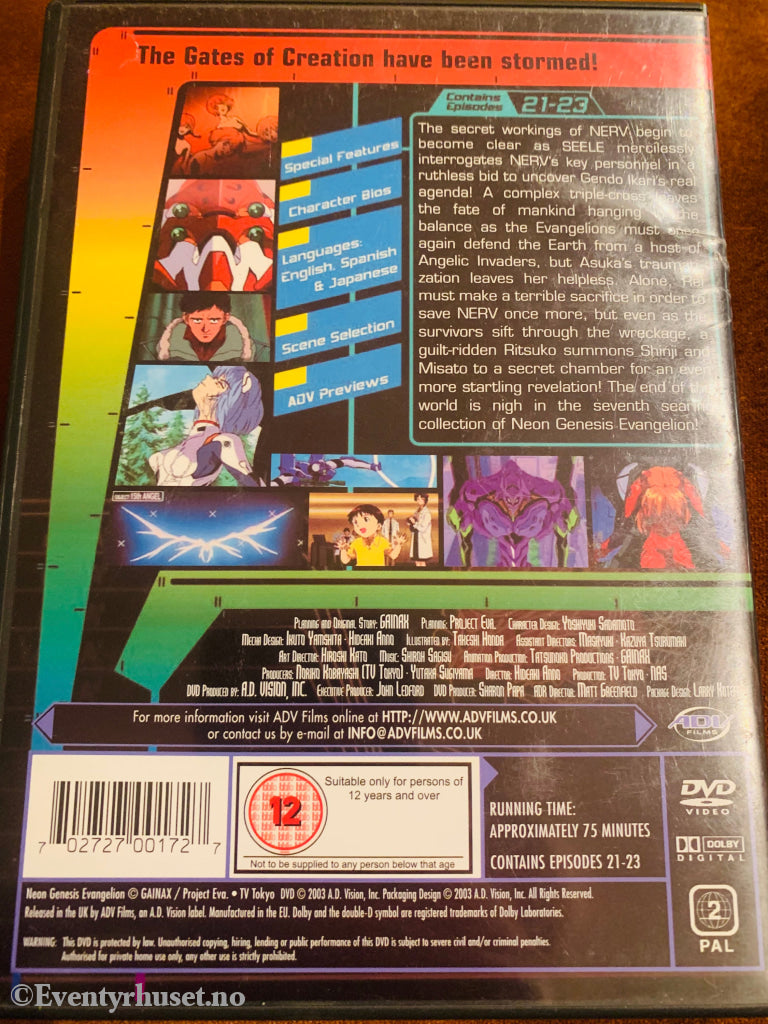 The Gates of Creation have been stormed!
Contains
Episodes 21-23
The secret workings of NERV begin to
become clear as SEELE mercilessly
interrogates NERV's key personnel in a
ruthless bid to uncover Gendo Ikari's real
agenda! A complex triple-cross leaves
the fate of mankind hanging in the
balance as the Evangelions must once
again defend the Earth from a host of
Angelic Invaders, but Asuka's traumati-
zation leaves her helpless. Alone, Rei
must make a terrible sacrifice in order to
save NERV once more, but even as the
survivors sift through the wreckage, a
guilt-ridden Ritsuko summons Shinji and
Misato to a secret chamber for an even
more startling revelation! The end of the
world is nigh in the seventh searing
collection of Neon Genesis Evangelion!
Special Features
Character Bios
Languages:
English, Spanish
& Japanese
Scene Selection
ADV Previews
OBJECT 15th ANGEL
Planning and Original Story: GAINAX Planning: Project Eva. Character Design: Yoshiyuki Sadamoto
Mecha Design: Ikuto Yamshita · Hideaki Anno Illustrated by: Takeshi Honda Assistant Directors: Masayuki · Kazuya Tsurumaki
Art Director: Hiroshi Kato Music: Shiroh Sagisu Animation Production: Tatsunoko Productions · GAINAX
Producers: Noriko Kobayashi (TV Tokyo) · Yutaka Sugiyama Director: Hideaki Anno Production: TV Tokyo · NAS
DVD Produced by: A.D. VISION, INC. Executive Producer: John Ledford DVD Producer: Sharon Papa ADR Director: Matt Greenfield Package Design: Larry
For more information visit ADV Films online at HTTP://WWW.ADVFILMS.CO.UK
or contact us by e-mail at INFO@ADVFILMS.CO.UK
ADV
FILMS
7 02727 00172 7
12
Suitable only for persons of
12 years and over
Not to be supplied to any person below that age
RUNNING TIME:
APPROXIMATELY 75 MINUTES
CONTAINS EPISODES 21-23
DVD
VIDEO
DOLBY
DIGITAL
2
PAL
Neon Genesis Evangelion © GAINAX / Project Eva. • TV Tokyo DVD © 2003 A.D. Vision, Inc. Packaging Design © 2003 A.D. Vision, Inc. All Rights Reserved.
Released in the UK by ADV Films, an A.D. Vision label. Manufactured in the EU. Dolby and the double-D symbol are registered trademarks of Dolby Laboratories.
WARNING: This DVD is protected by law. Unauthorised copying, hiring, lending or public performance of this DVD is subject to severe civil and/or criminal penalties.
Authorised for private home use only, any other use is strictly prohibited.
©Eventyrhuset.no